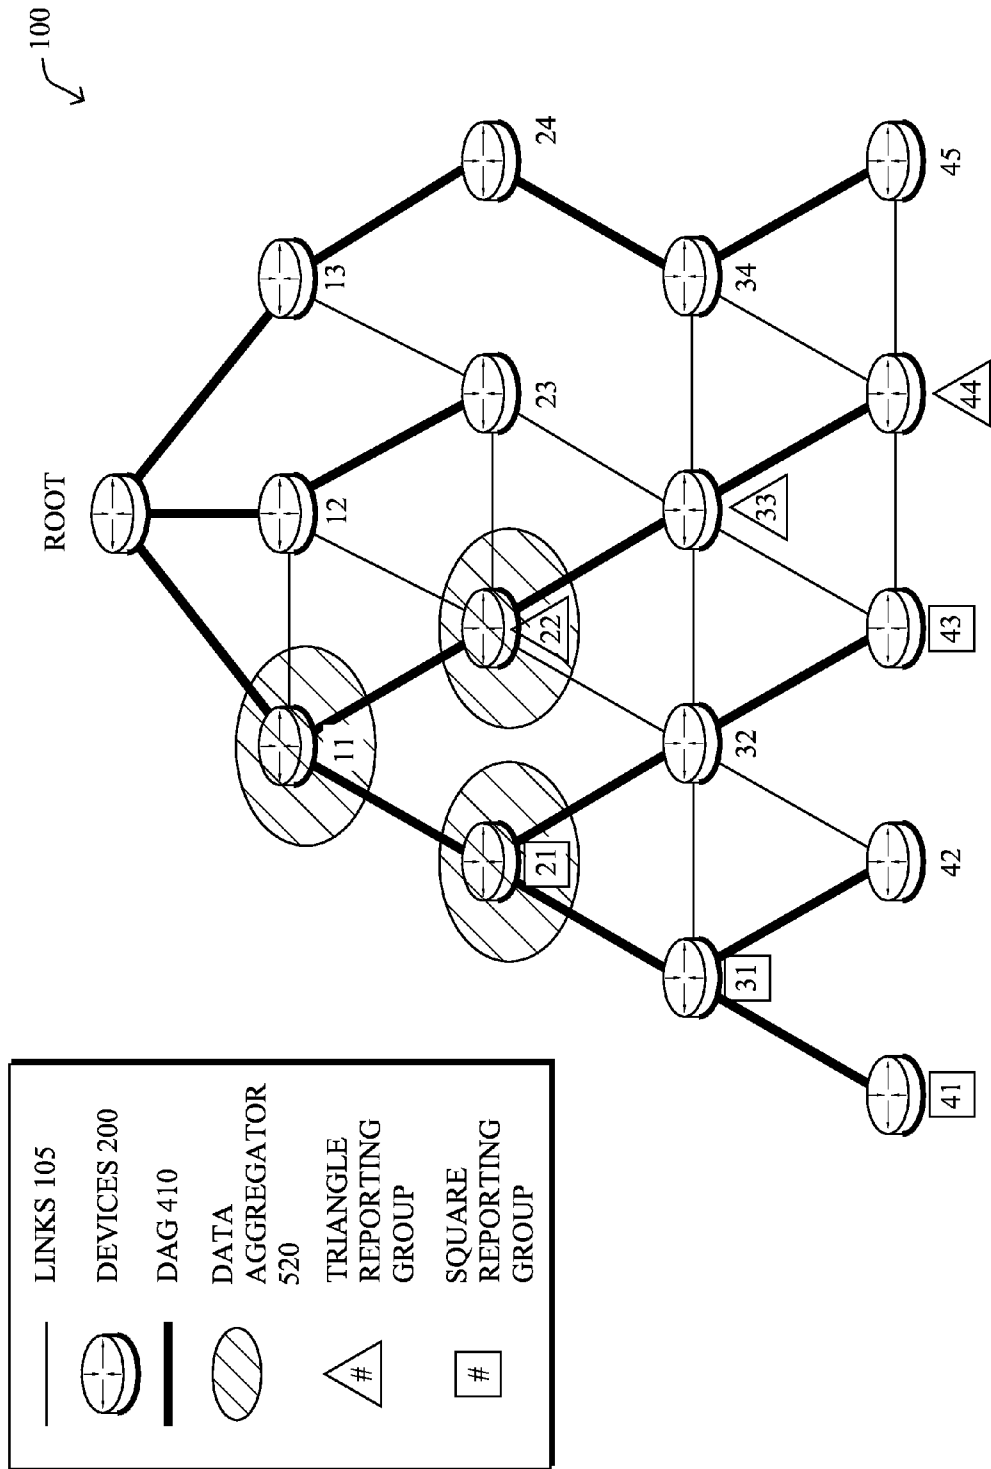 100
ROOT
11
12
13
21
22
23
24
31
32
33
34
41
42
43
44
45
LINKS 105
DEVICES 200
DAG 410
DATA
AGGREGATOR
520
TRIANGLE
REPORTING
GROUP
SQUARE
REPORTING
GROUP
#
#